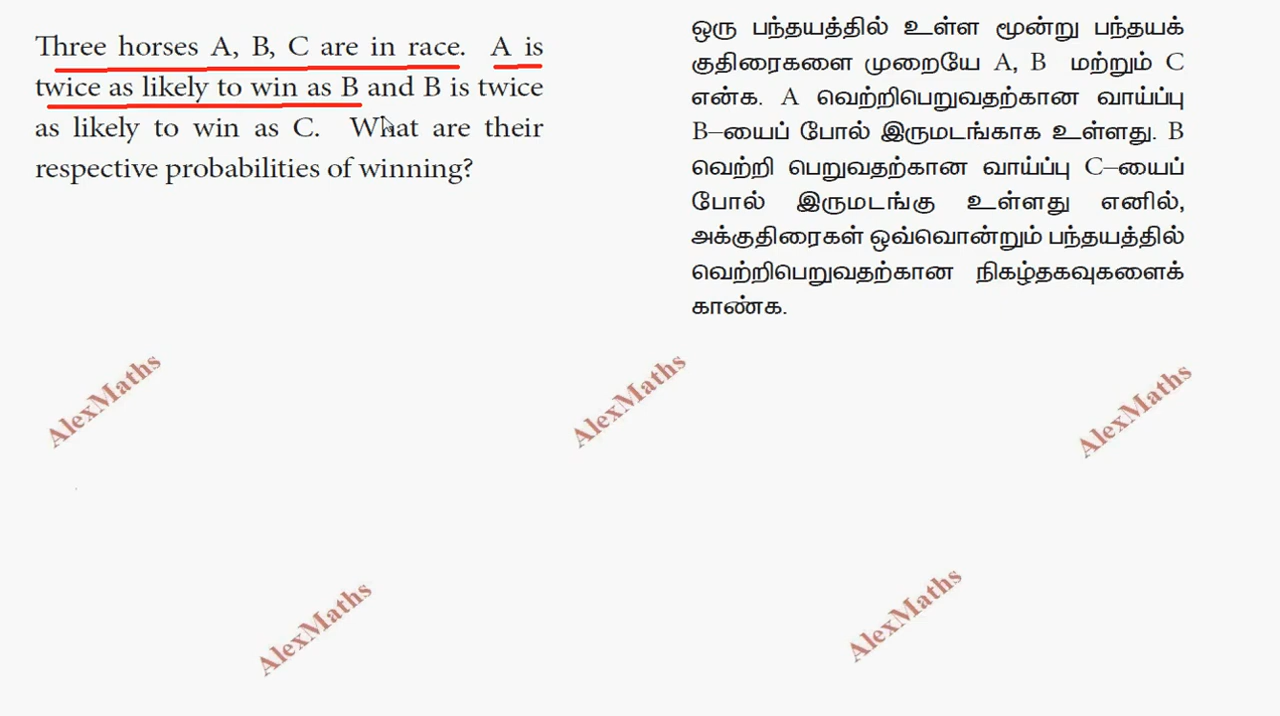 Three horses A, B, C are in race. A is
twice as likely to win as B and B is twice
as likely to win as C. What are their
respective probabilities of winning?
ஒரு பந்தயத்தில் உள்ள மூன்று பந்தயக்
குதிரைகளை முறையே A, B மற்றும் C
என்க. A வெற்றிபெறுவதற்கான வாய்ப்பு
B–யைப் போல் இருமடங்காக உள்ளது. B
வெற்றி பெறுவதற்கான வாய்ப்பு C–யைப்
போல் இருமடங்கு உள்ளது எனில்,
அக்குதிரைகள் ஒவ்வொன்றும் பந்தயத்தில்
வெற்றிபெறுவதற்கான நிகழ்தகவுகளைக்
காண்க.
AlexMaths
AlexMaths
AlexMaths
AlexMaths
AlexMaths